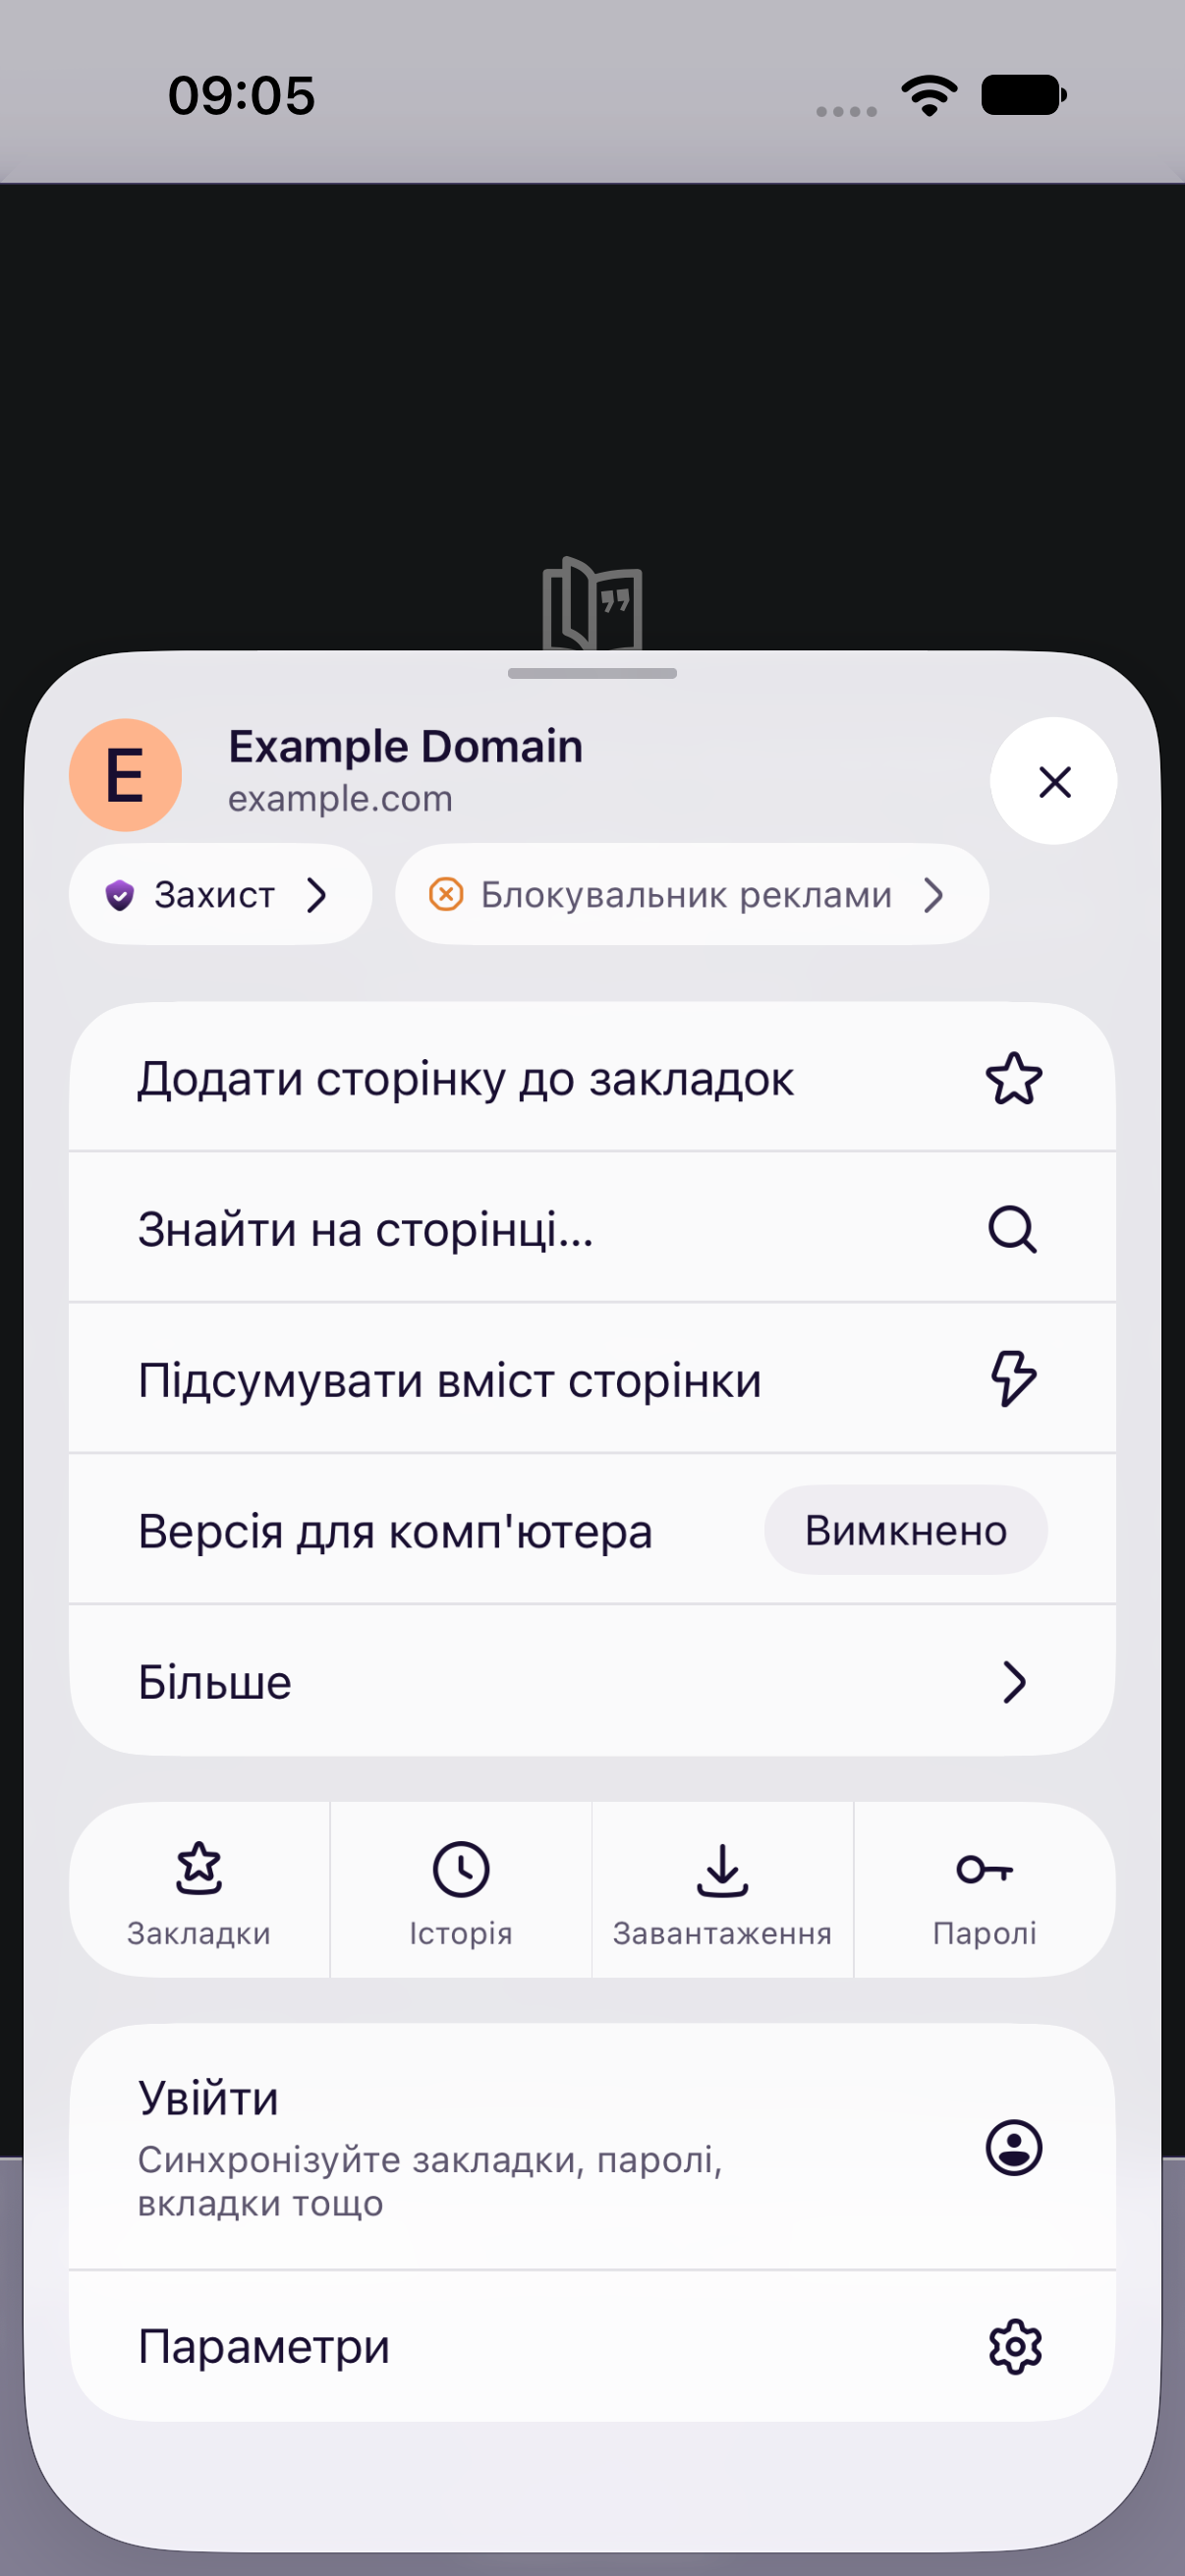 09:05
E
Example Domain
example.com
Захист
Блокувальник реклами
Додати сторінку до закладок
Знайти на сторінці...
Підсумувати вміст сторінки
Версія для комп'ютера
Вимкнено
Більше
Закладки
Історія
Завантаження
Паролі
Увійти
Синхронізуйте закладки, паролі,
вкладки тощо
Параметри